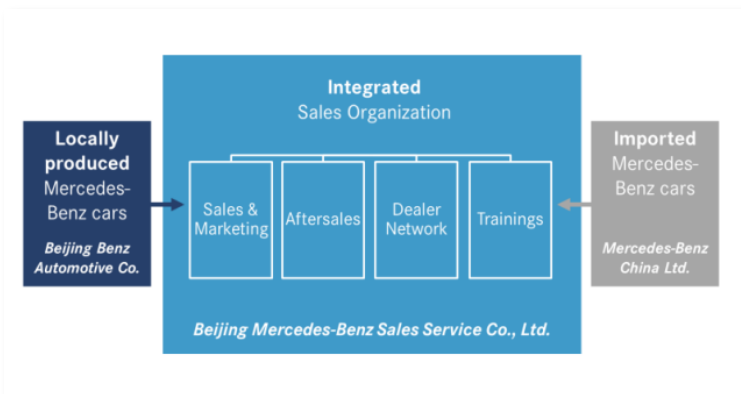 Integrated
Sales Organization
Locally
produced
Mercedes-
Benz cars
Beijing Benz
Automotive Co.
Sales &
Marketing
Aftersales
Dealer
Network
Trainings
Imported
Mercedes-
Benz cars
Mercedes-Benz
China Ltd.
Beijing Mercedes-Benz Sales Service Co., Ltd.